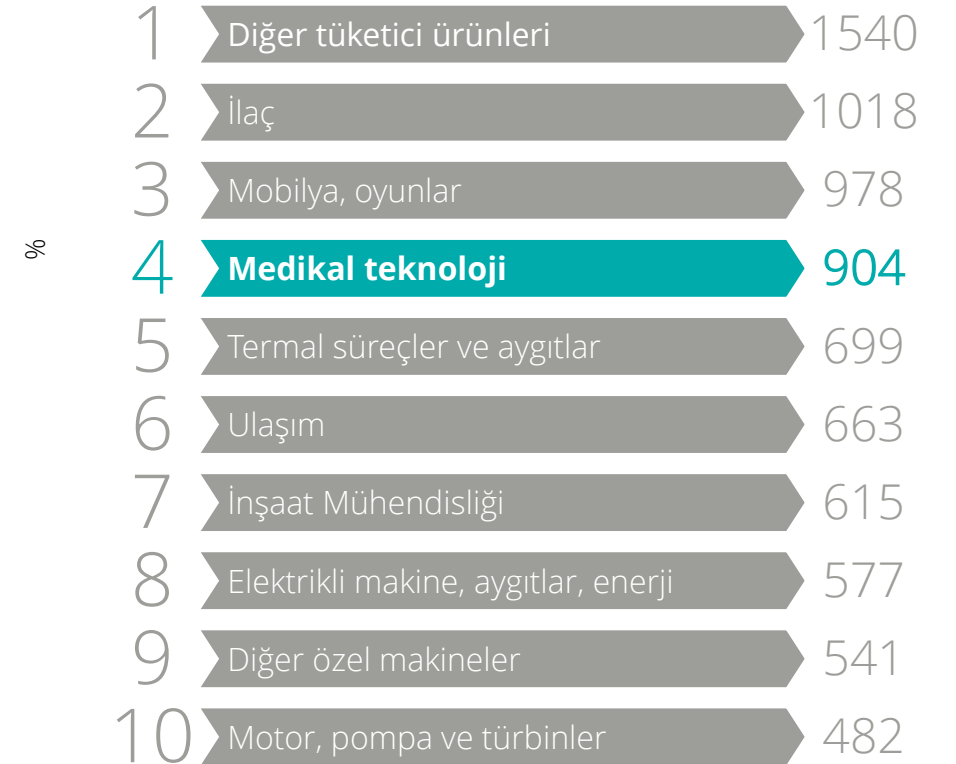 1 Diğer tüketici ürünleri 1540
2 İlaç 1018
3 Mobilya, oyunlar 978
%
4 Medikal teknoloji 904
5 Termal süreçler ve aygıtlar 699
6 Ulaşım 663
7 İnşaat Mühendisliği 615
8 Elektrikli makine, aygıtlar, enerji 577
9 Diğer özel makineler 541
10 Motor, pompa ve türbinler 482